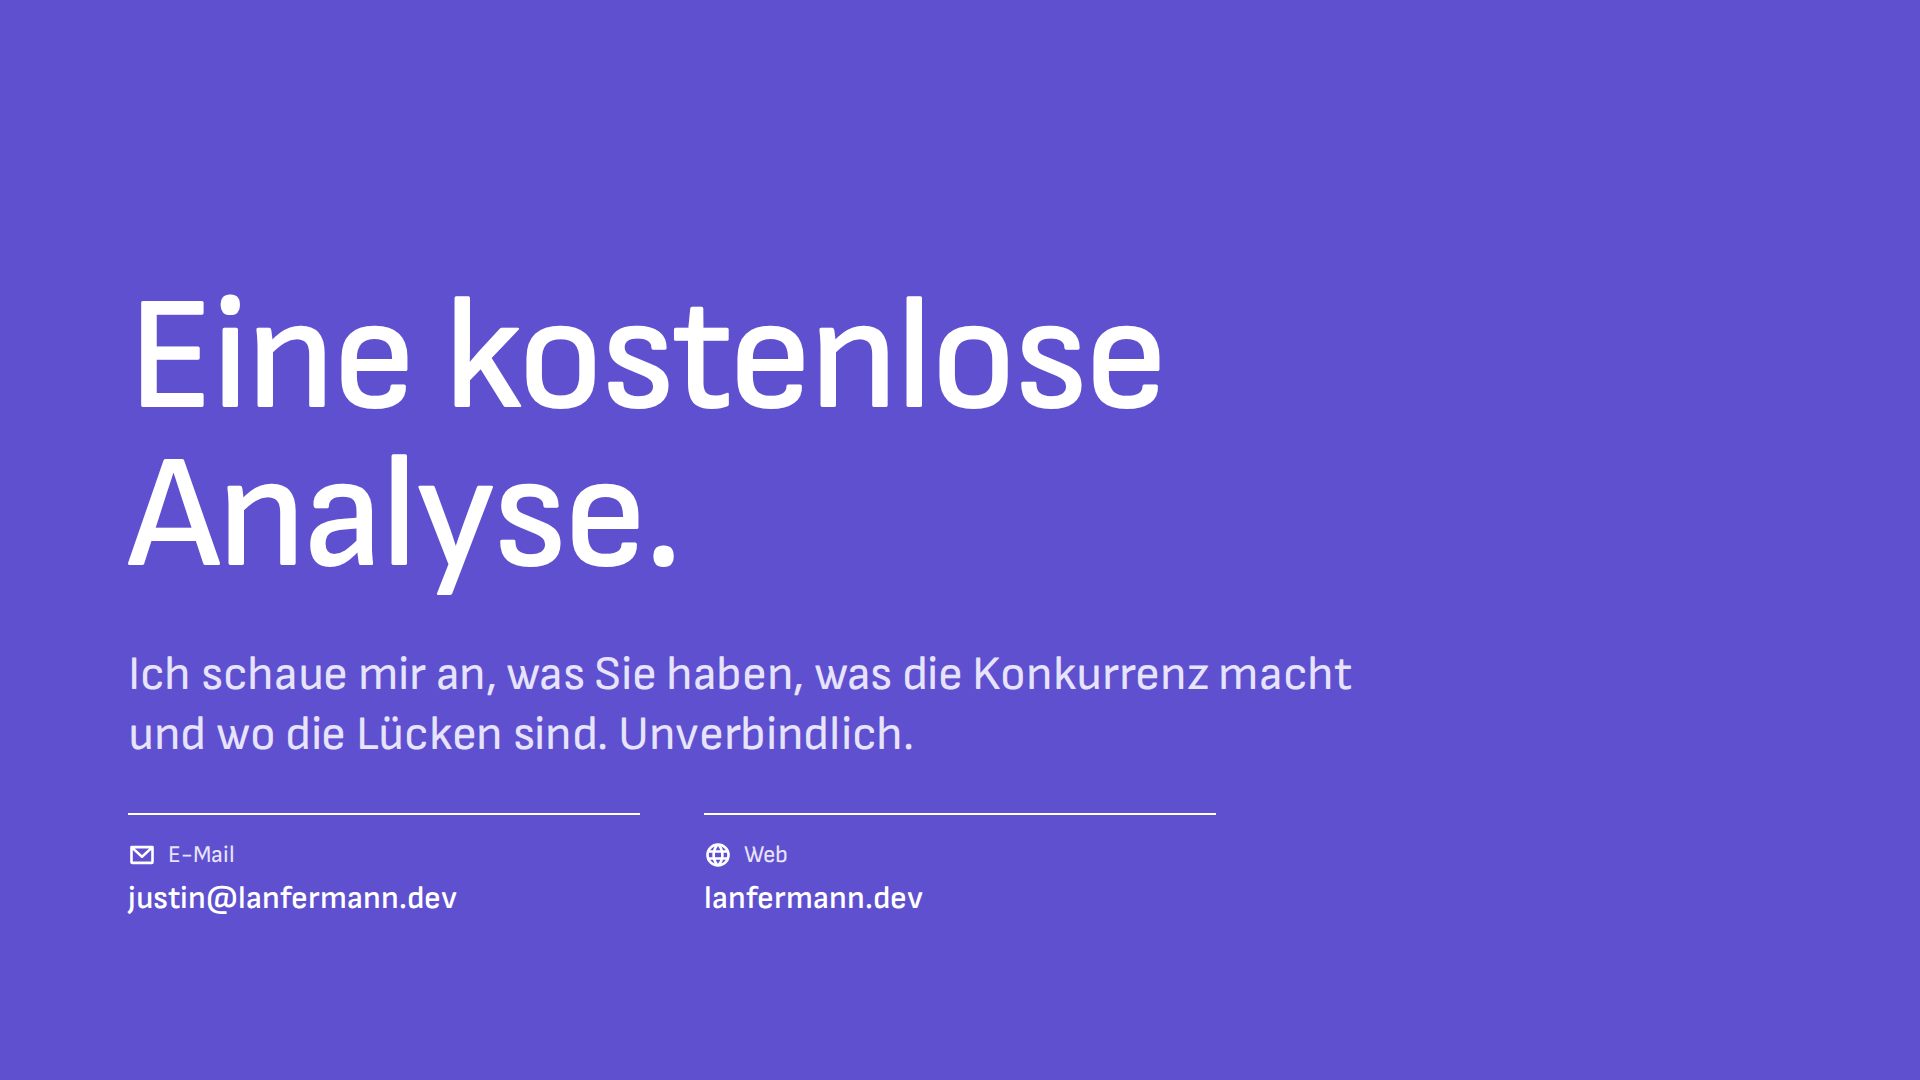 Eine kostenlose
Analyse.
Ich schaue mir an, was Sie haben, was die Konkurrenz macht
und wo die Lücken sind. Unverbindlich.
E-Mail
justin@lanfermann.dev
Web
lanfermann.dev